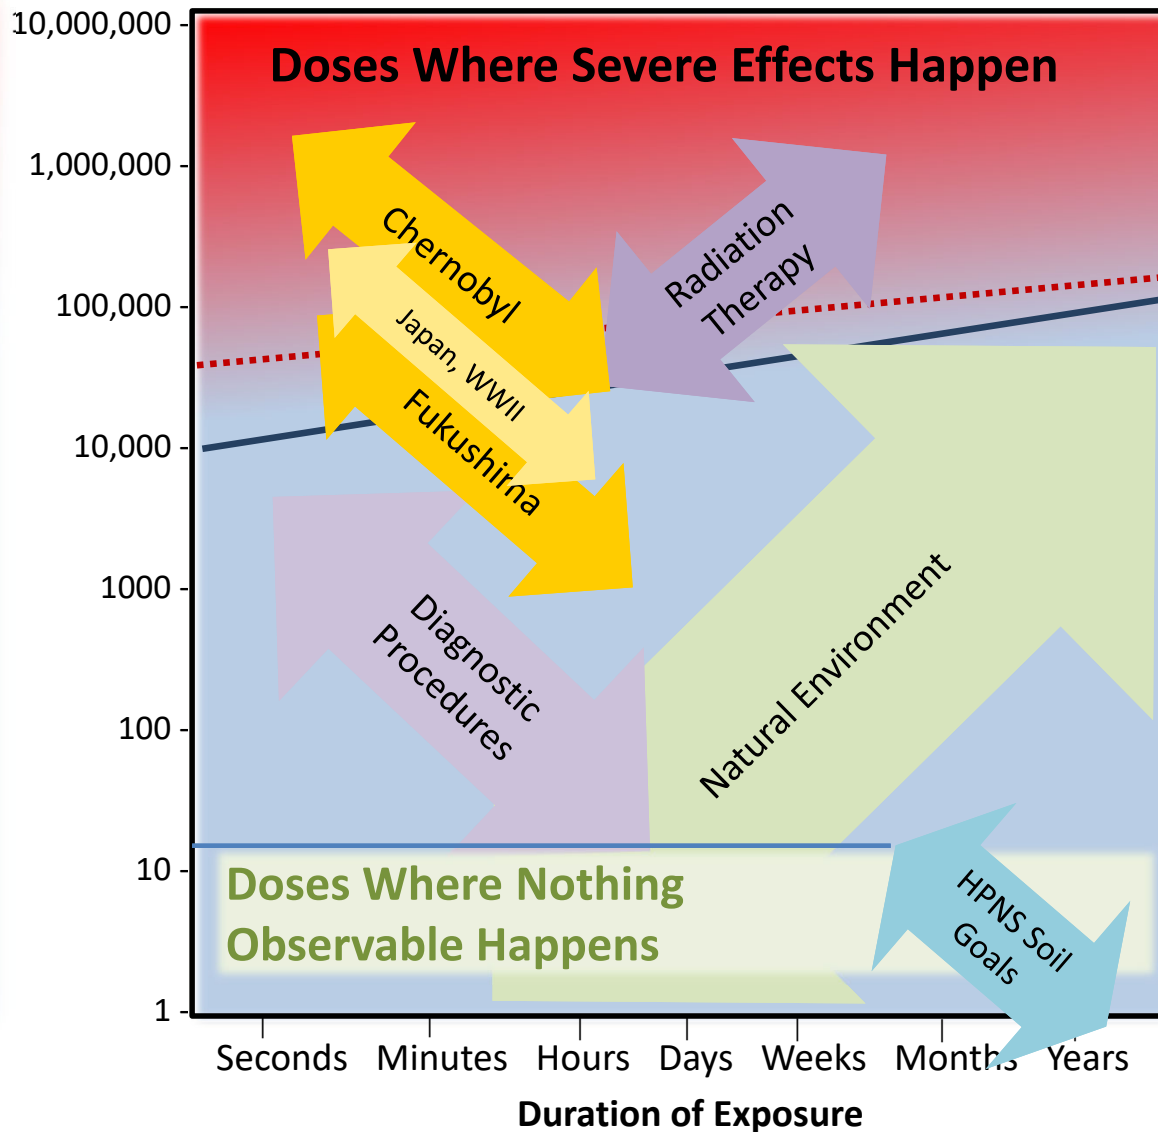 10,000,000
1,000,000
100,000
10,000
1000
100
10
1
Doses Where Severe Effects Happen
Chernobyl
Japan, WWII
Fukushima
Radiation
Therapy
Diagnostic
Procedures
Natural Environment
Doses Where Nothing
Observable Happens
HPNS Soil
Goals
Seconds Minutes Hours Days Weeks Months Years
Duration of Exposure